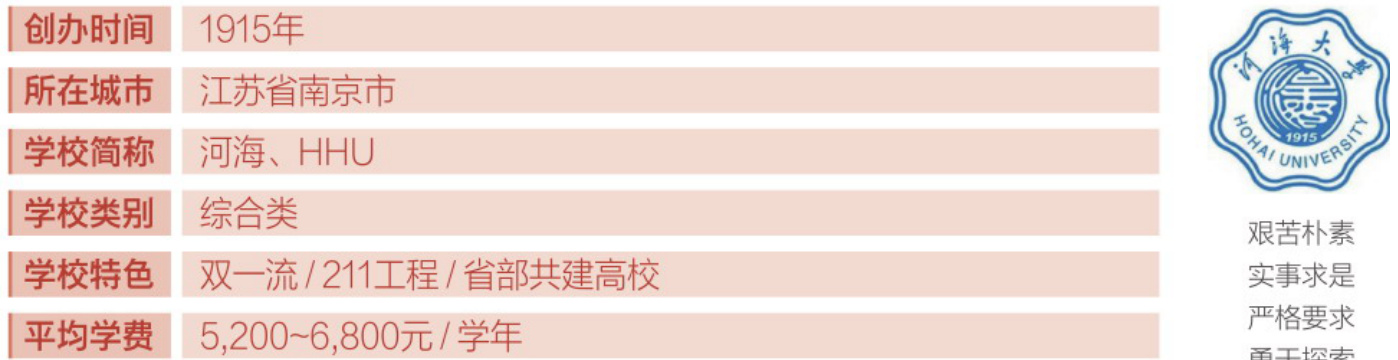 创办时间 1915年
所在城市 江苏省南京市
学校简称 河海、HHU
学校类别 综合类
学校特色 双一流 / 211工程 / 省部共建高校
平均学费 5,200~6,800元 / 学年
河海大学
1915
HOHAI UNIVERSITY
艰苦朴素
实事求是
严格要求
勇于探索